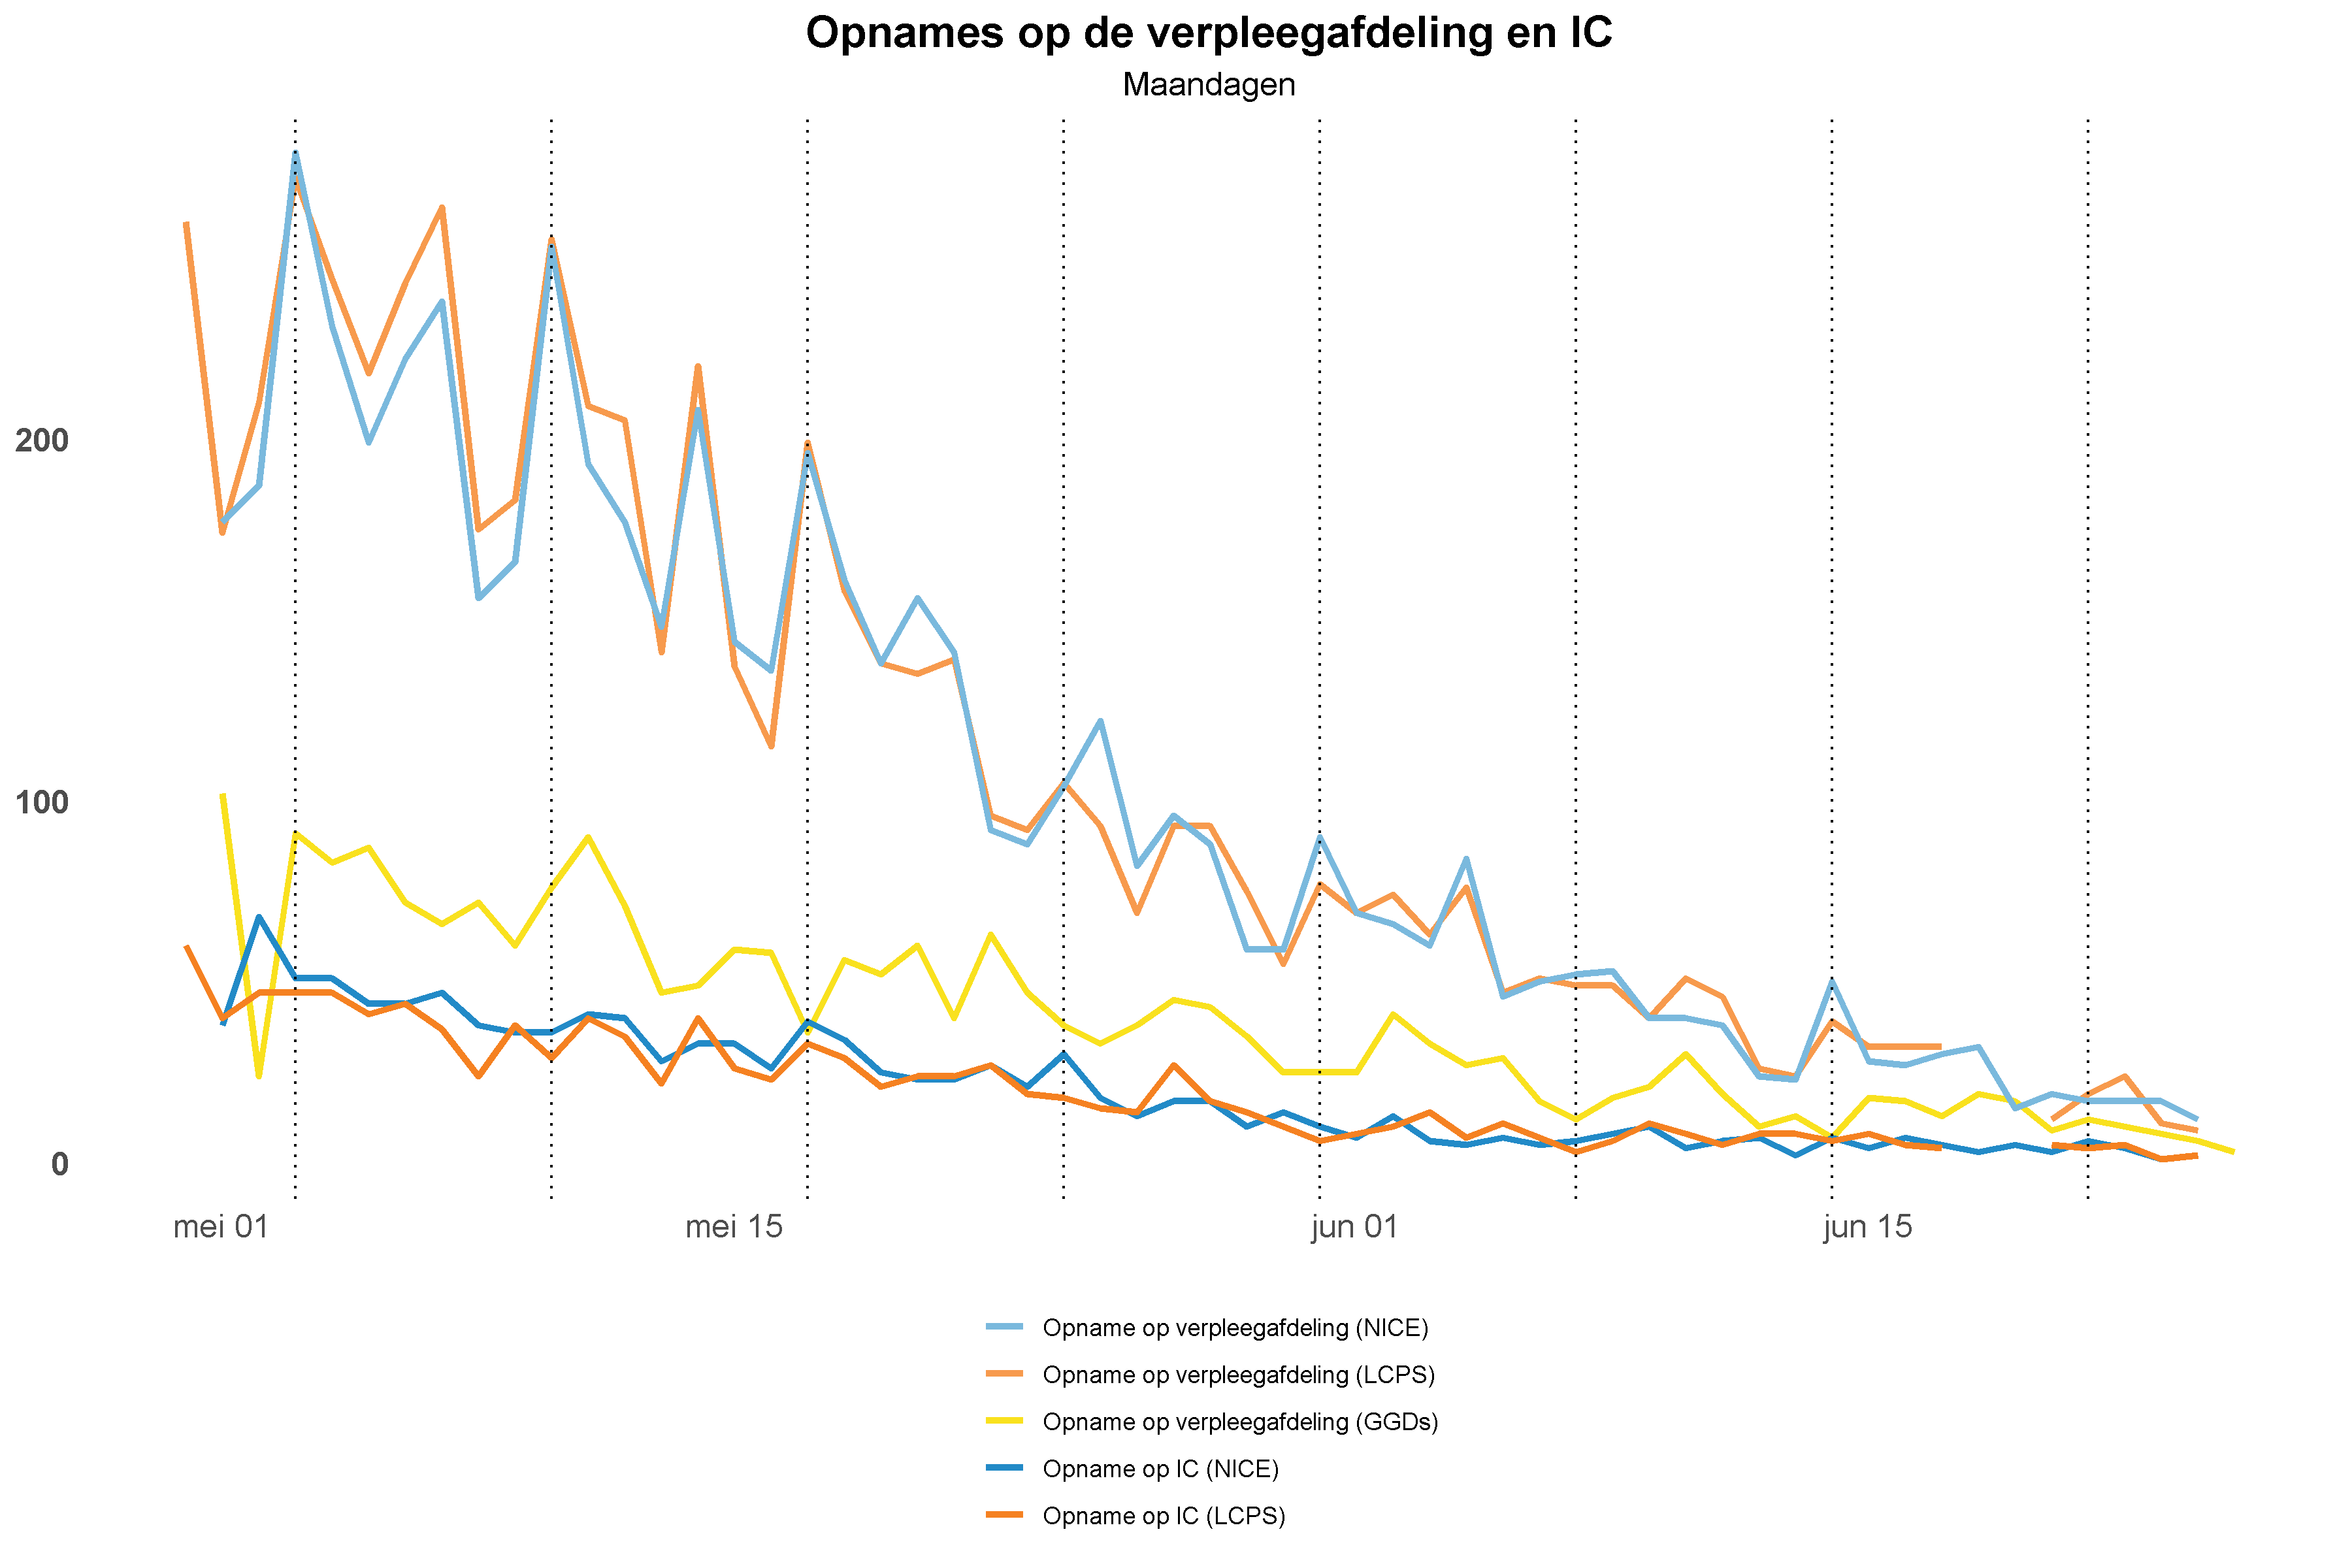 Opnames op de verpleegafdeling en IC
Maandagen
200
100
0
mei 01
mei 15
jun 01
jun 15
Opname op verpleegafdeling (NICE)
Opname op verpleegafdeling (LCPS)
Opname op verpleegafdeling (GGDs)
Opname op IC (NICE)
Opname op IC (LCPS)